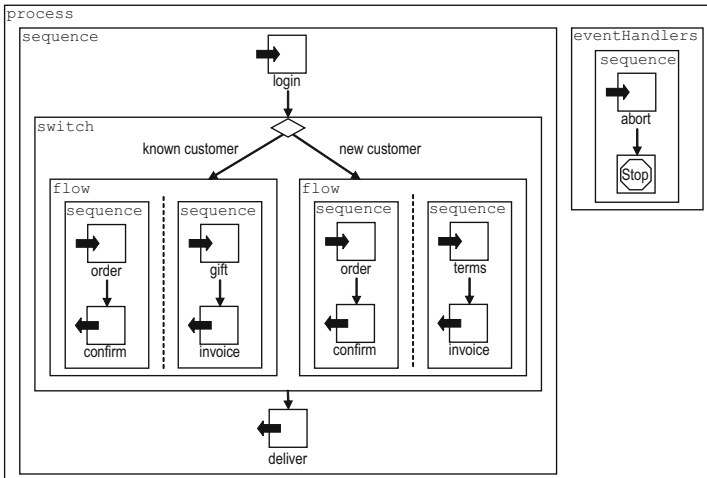 process
sequence
login
switch
known customer
new customer
flow
sequence
order
confirm
sequence
gift
invoice
flow
sequence
order
confirm
sequence
terms
invoice
deliver
eventHandlers
sequence
abort
Stop